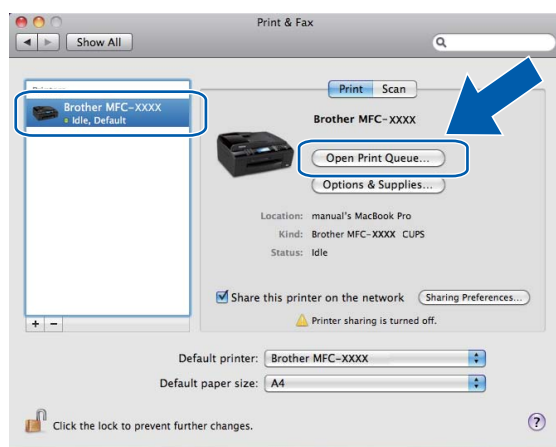 Print & Fax
Show All
Print Scan
Brother MFC-XXXX
Idle, Default
Brother MFC-XXXX
Open Print Queue...
Options & Supplies...
Location: manual's MacBook Pro
Kind: Brother MFC-XXXX CUPS
Status: Idle
Share this printer on the network Sharing Preferences...
Printer sharing is turned off.
+ −
Default printer: Brother MFC-XXXX
Default paper size: A4
Click the lock to prevent further changes. ?